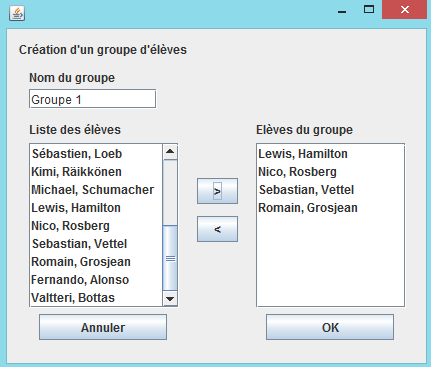 Création d'un groupe d'élèves
Nom du groupe
Groupe 1
Liste des élèves
Sébastien, Loeb
Kimi, Räikkönen
Michael, Schumacher
Lewis, Hamilton
Nico, Rosberg
Sebastian, Vettel
Romain, Grosjean
Fernando, Alonso
Valtteri, Bottas
>
<
Elèves du groupe
Lewis, Hamilton
Nico, Rosberg
Sebastian, Vettel
Romain, Grosjean
Annuler
OK